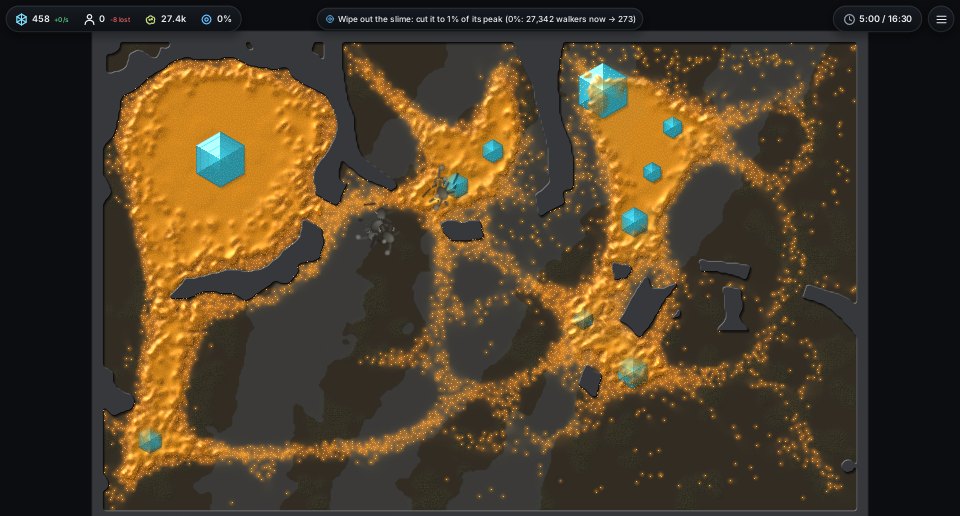 458 +0/s 0 -8 lost 27.4k 0% Wipe out the slime: cut it to 1% of its peak (0%: 27,342 walkers now → 273) 5:00 / 16:30